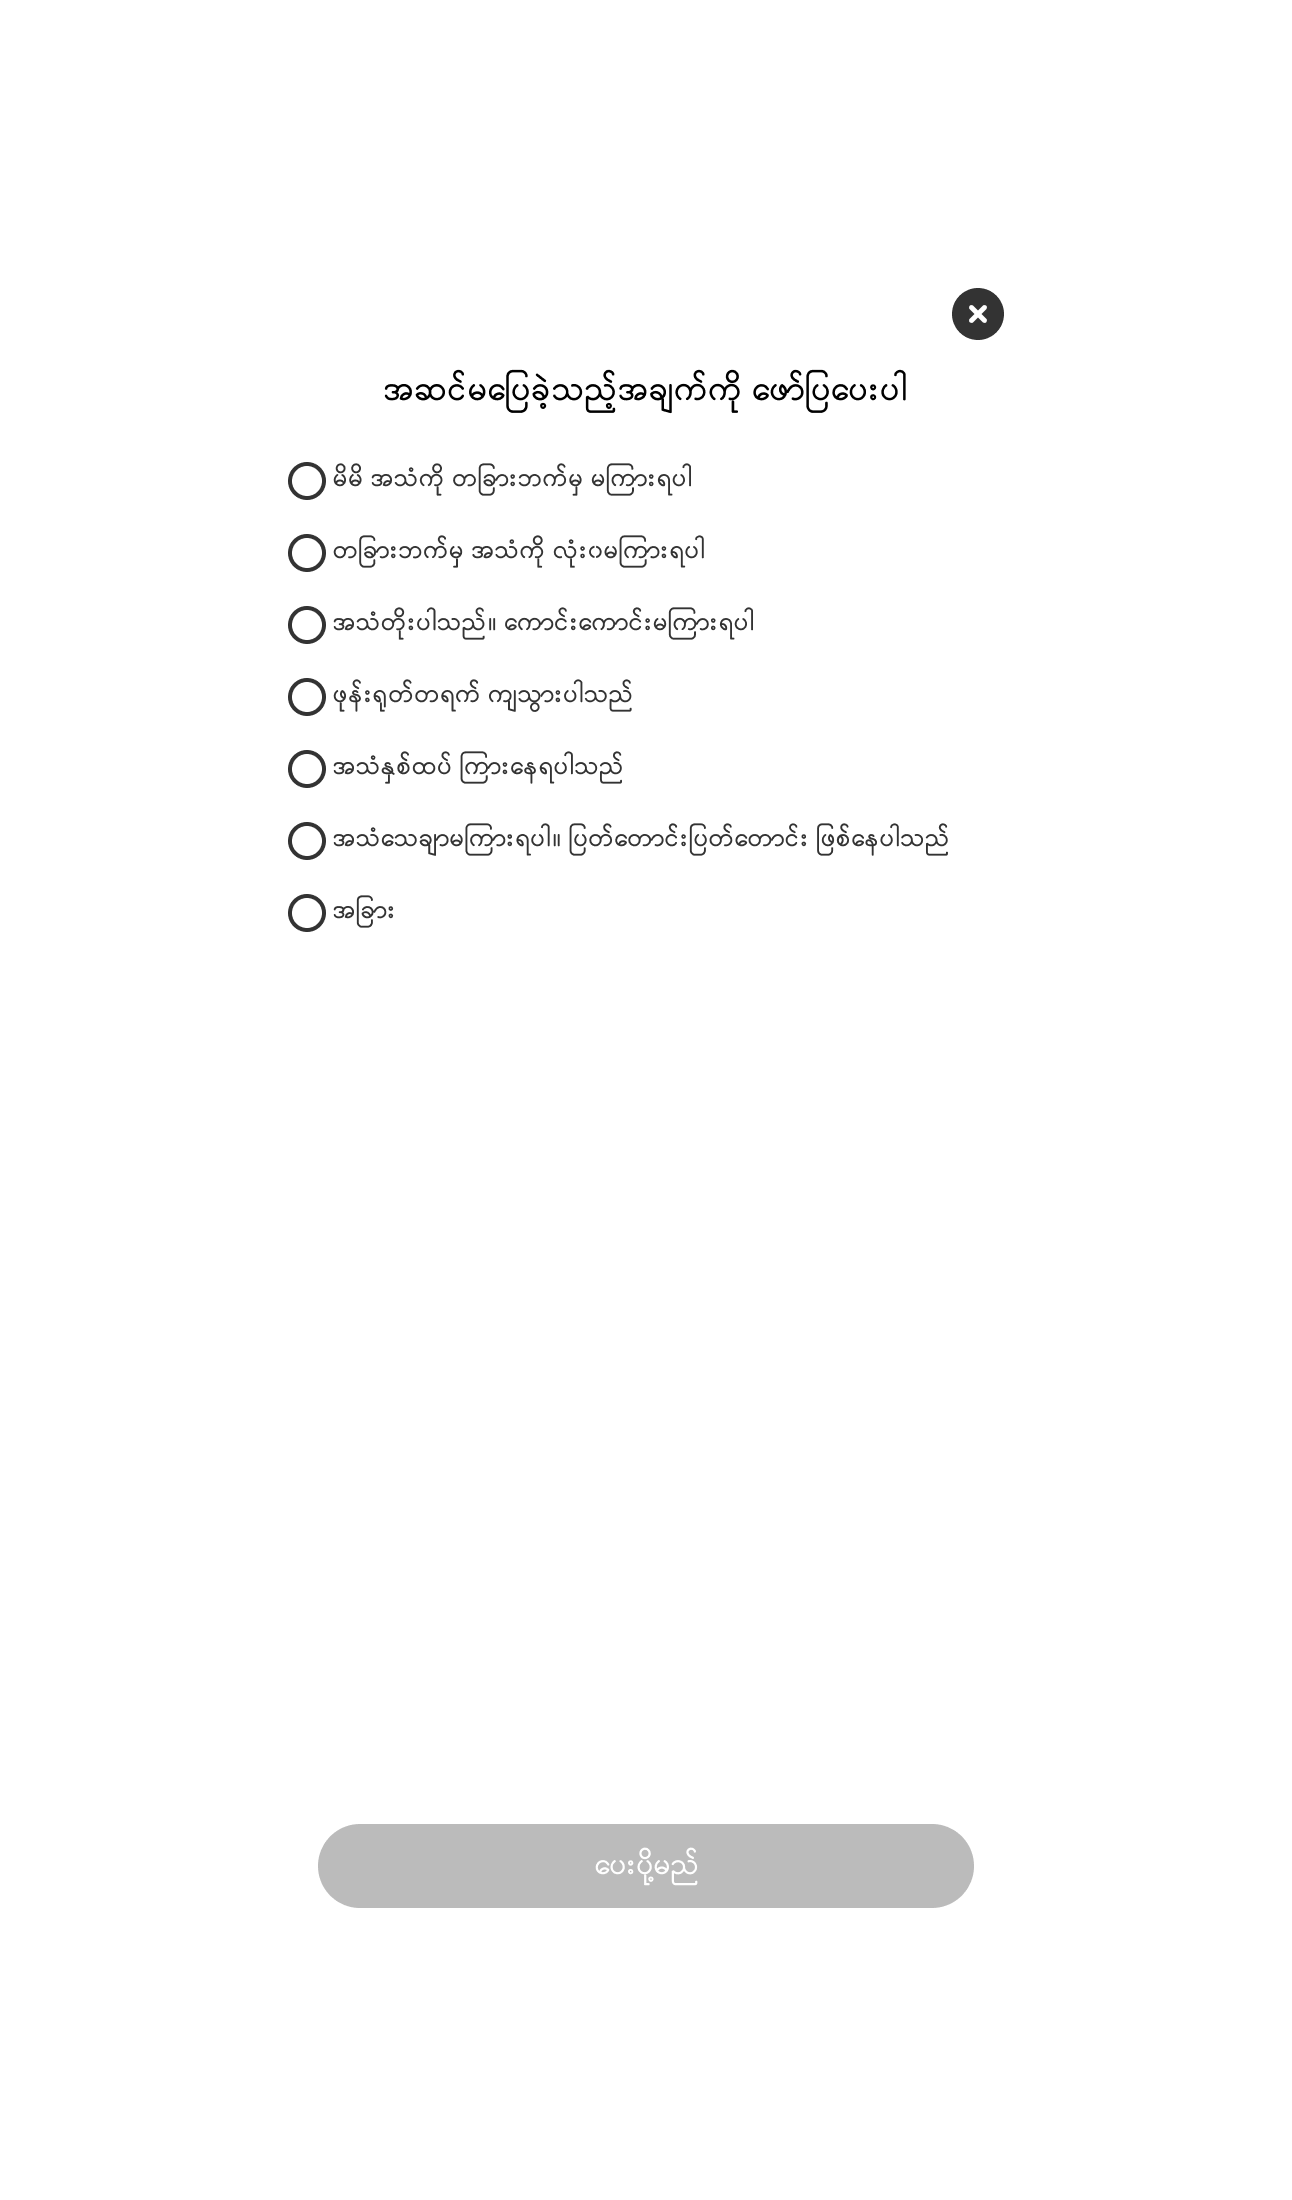 အဆင်မပြေခဲ့သည့်အချက်ကို ဖော်ပြပေးပါ
မိမိ အသံကို တခြားဘက်မှ မကြားရပါ
တခြားဘက်မှ အသံကို လုံး၀မကြားရပါ
အသံတိုးပါသည်။ ကောင်းကောင်းမကြားရပါ
ဖုန်းရုတ်တရက် ကျသွားပါသည်
အသံနှစ်ထပ် ကြားနေရပါသည်
အသံသေချာမကြားရပါ။ ပြတ်တောင်းပြတ်တောင်း ဖြစ်နေပါသည်
အခြား
ပေးပို့မည်